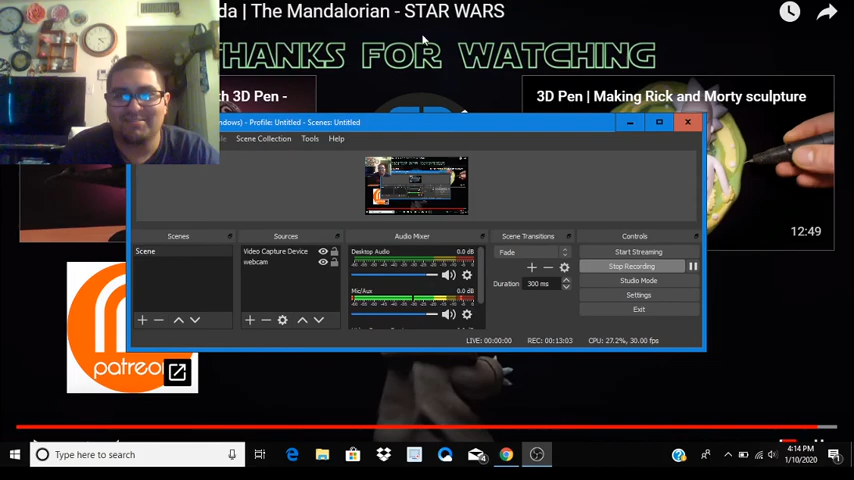 da | The Mandalorian - STAR WARS
THANKS FOR WATCHING
th 3D Pen -
3D Pen | Making Rick and Morty sculpture
12:49
ndows) - Profile: Untitled - Scenes: Untitled
Scene Collection Tools Help
Scenes
Scene
Sources
Video Capture Device
webcam
Audio Mixer
Desktop Audio 0.0 dB
Mic/Aux 0.0 dB
Scene Transitions
Fade
Duration 300 ms
Controls
Start Streaming
Stop Recording
Studio Mode
Settings
Exit
LIVE: 00:00:00 REC: 00:13:03 CPU: 27.2%, 30.00 fps
patreon
Type here to search
4:14 PM
1/10/2020